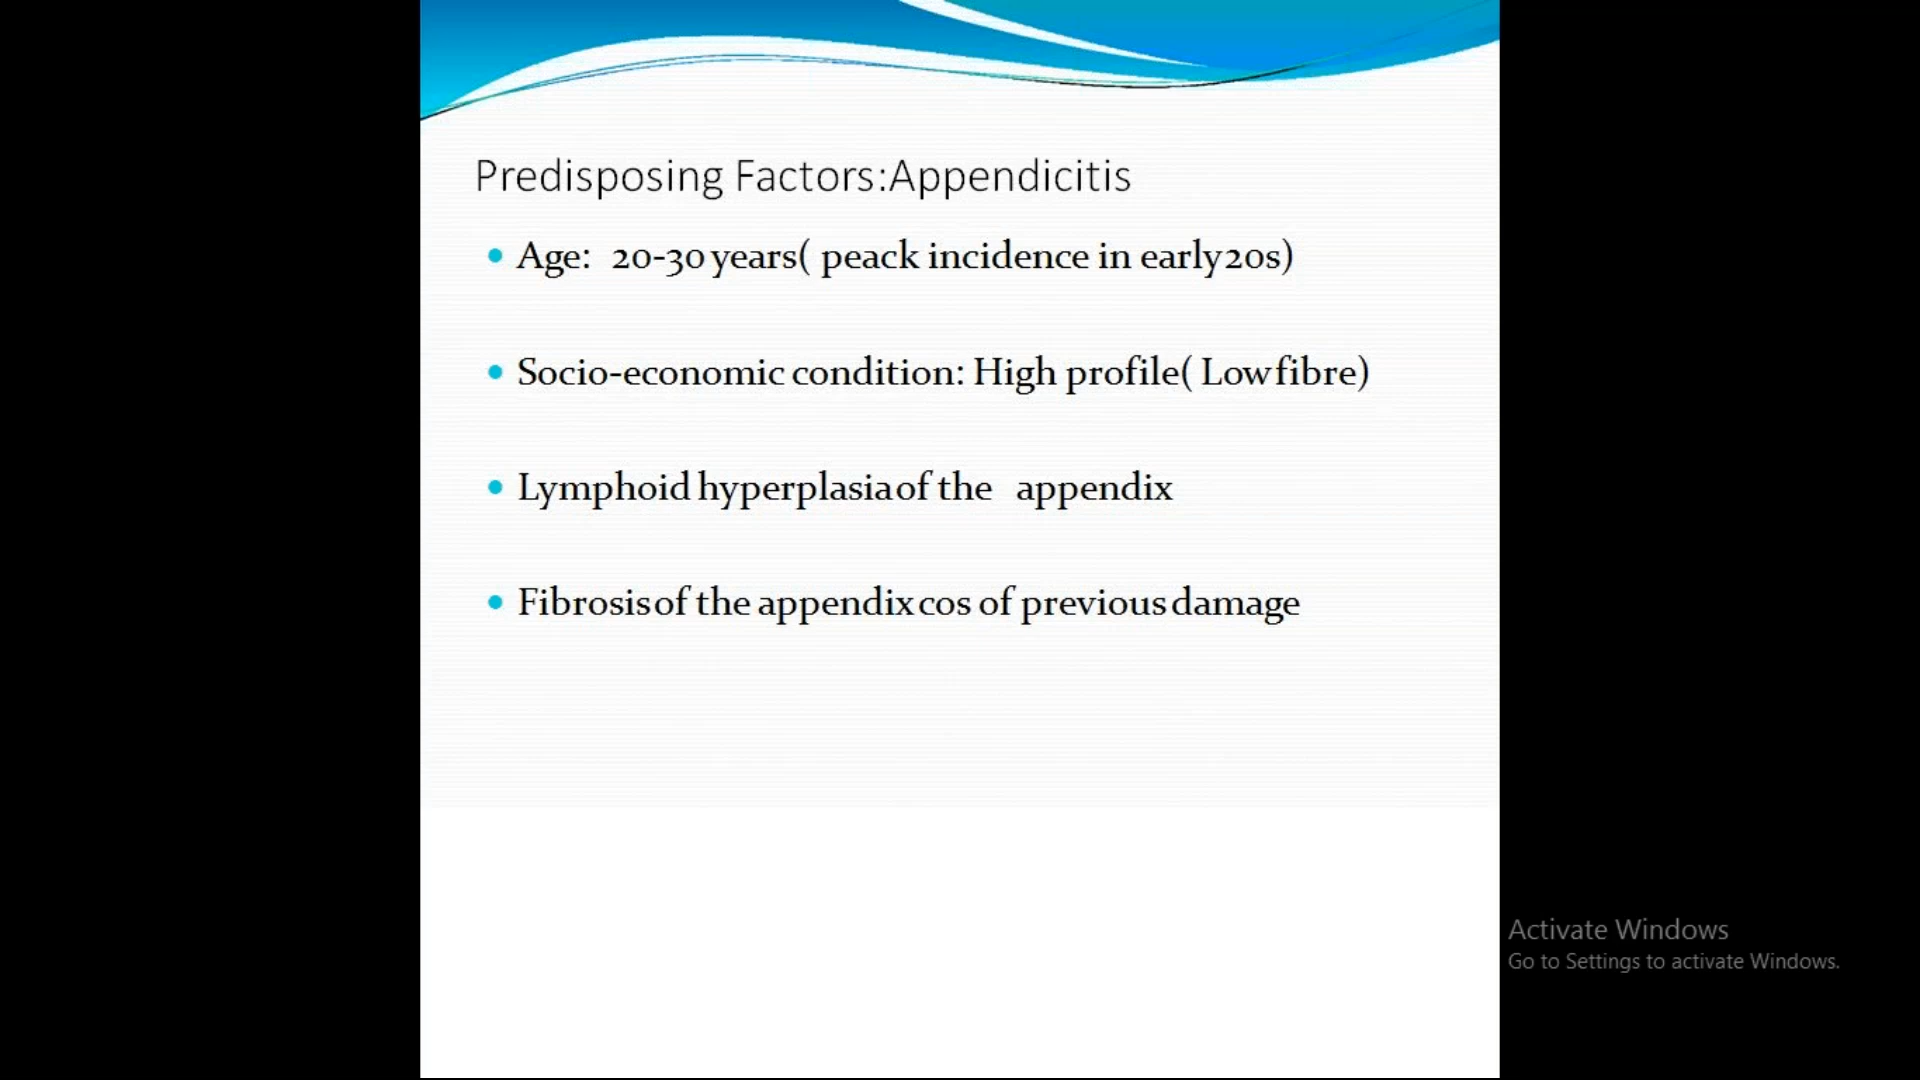 Predisposing Factors:Appendicitis
Age: 20-30 years( peack incidence in early20s)
Socio-economic condition: High profile( Low fibre)
Lymphoid hyperplasia of the appendix
Fibrosis of the appendix cos of previous damage
Activate Windows
Go to Settings to activate Windows.